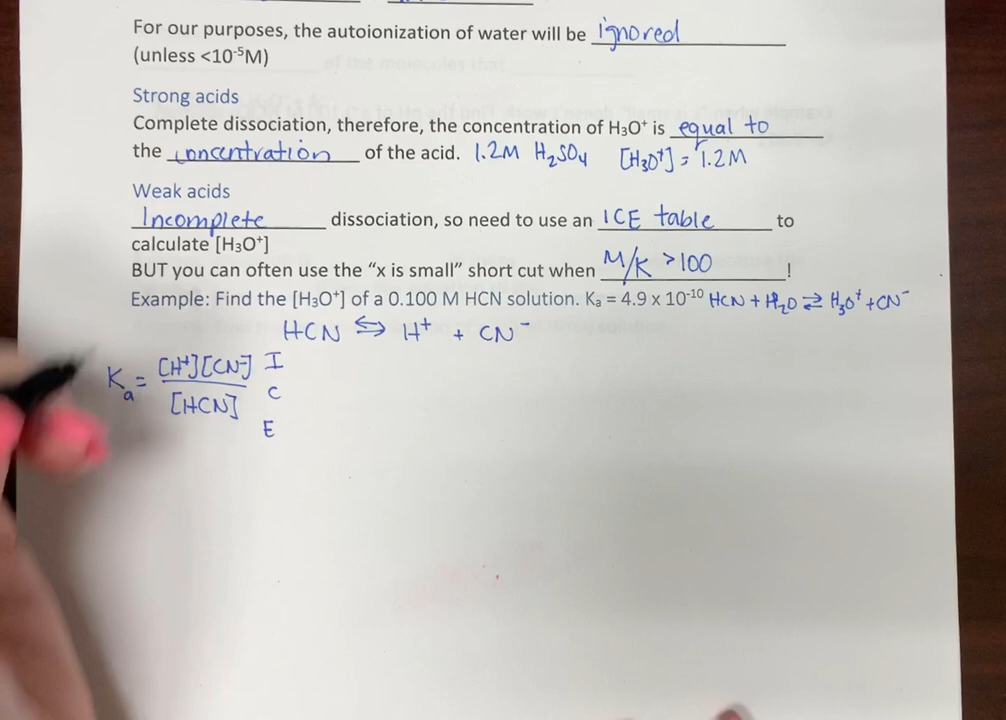 For our purposes, the autoionization of water will be ignored
(unless <10⁻⁵M)
Strong acids
Complete dissociation, therefore, the concentration of H₃O⁺ is equal to
the concentration of the acid. 1.2M H₂SO₄ [H₃O⁺] = 1.2M
Weak acids
Incomplete dissociation, so need to use an ICE table to
calculate [H₃O⁺]
BUT you can often use the “x is small” short cut when M/K >100!
Example: Find the [H₃O⁺] of a 0.100 M HCN solution. Kₐ = 4.9 x 10⁻¹⁰ HCN + H₂O ⇌ H₃O⁺ + CN⁻
HCN ⇌ H⁺ + CN⁻
Kₐ = [H⁺][CN⁻] / [HCN]
I
C
E